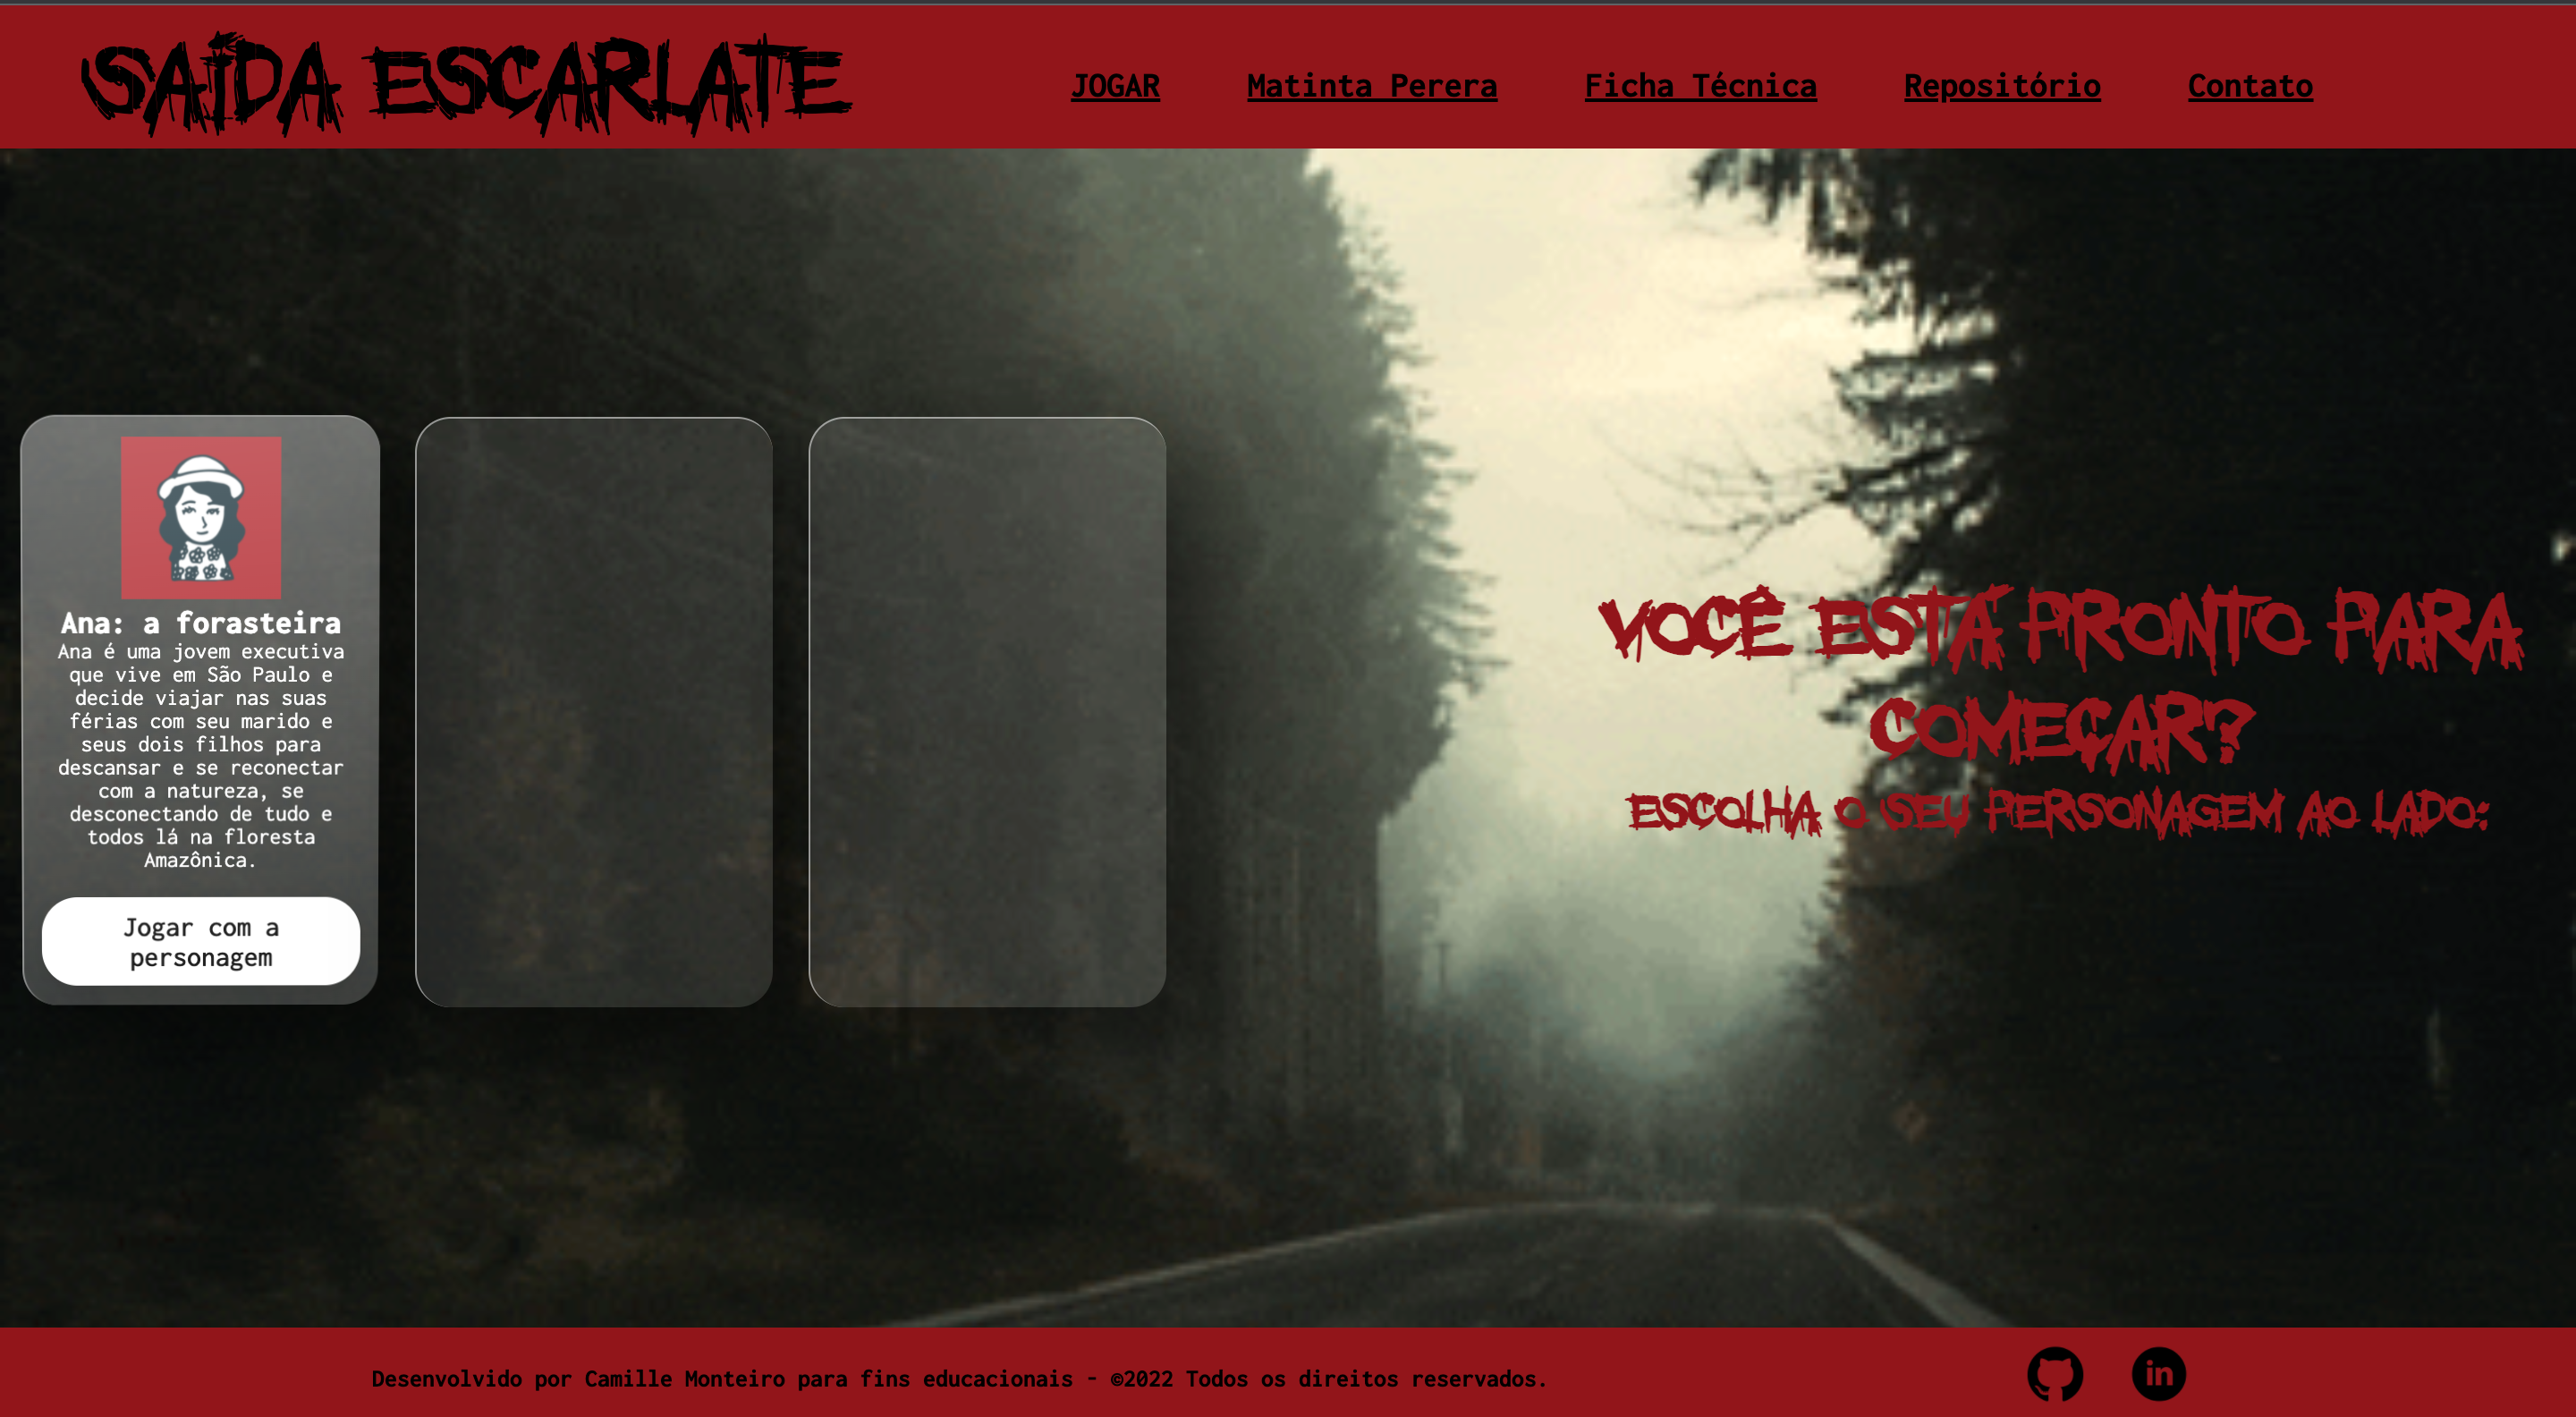 SAÍDA ESCARLATE
JOGAR
Matinta Perera
Ficha Técnica
Repositório
Contato
Ana: a forasteira
Ana é uma jovem executiva
que vive em São Paulo e
decide viajar nas suas
férias com seu marido e
seus dois filhos para
descansar e se reconectar
com a natureza, se
desconectando de tudo e
todos lá na floresta
Amazônica.
Jogar com a
personagem
VOCÊ ESTÁ PRONTO PARA
COMEÇAR?
ESCOLHA O SEU PERSONAGEM AO LADO:
Desenvolvido por Camille Monteiro para fins educacionais - ©2022 Todos os direitos reservados.
in